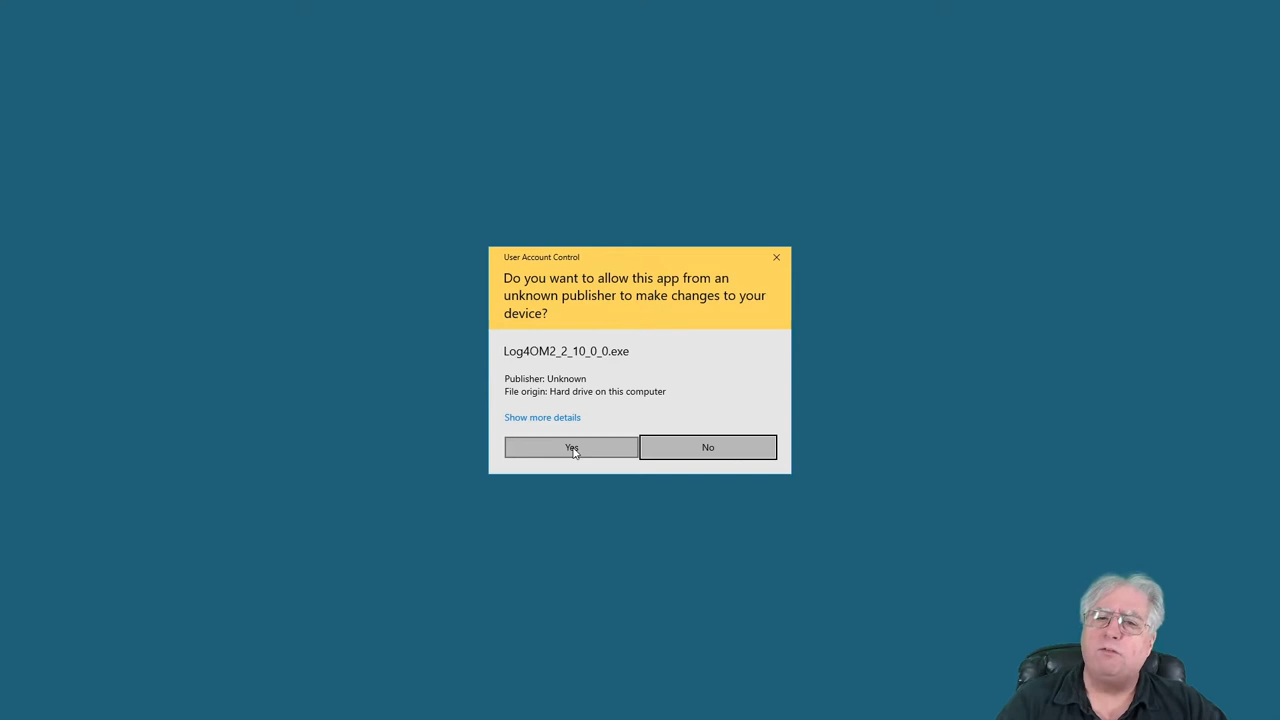 User Account Control
Do you want to allow this app from an
unknown publisher to make changes to your
device?
Log4OM2_2_10_0_0.exe
Publisher: Unknown
File origin: Hard drive on this computer
Show more details
Yes
No